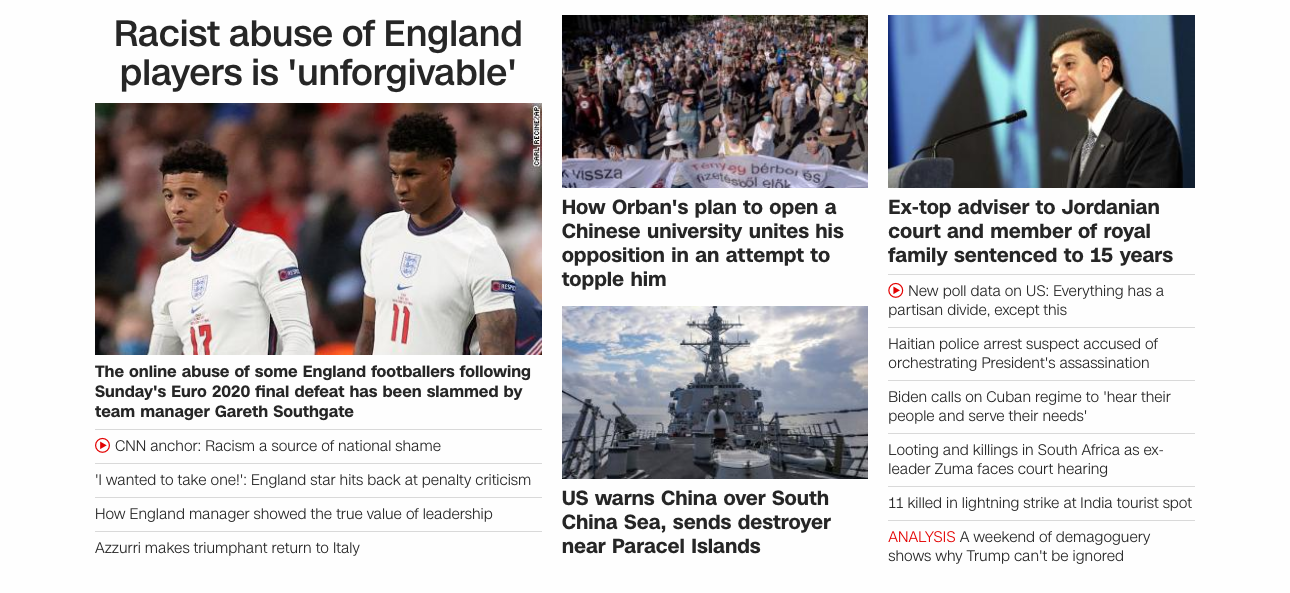 Racist abuse of England
players is 'unforgivable'
CARL RECINE/AP
RESPECT
RESPECT
17
11
The online abuse of some England footballers following
Sunday's Euro 2020 final defeat has been slammed by
team manager Gareth Southgate
CNN anchor: Racism a source of national shame
'I wanted to take one!': England star hits back at penalty criticism
How England manager showed the true value of leadership
Azzurri makes triumphant return to Italy
vissza
Tényleg bérből és
fizetésből élők
How Orban's plan to open a
Chinese university unites his
opposition in an attempt to
topple him
US warns China over South
China Sea, sends destroyer
near Paracel Islands
Ex-top adviser to Jordanian
court and member of royal
family sentenced to 15 years
New poll data on US: Everything has a
partisan divide, except this
Haitian police arrest suspect accused of
orchestrating President's assassination
Biden calls on Cuban regime to 'hear their
people and serve their needs'
Looting and killings in South Africa as ex-
leader Zuma faces court hearing
11 killed in lightning strike at India tourist spot
ANALYSIS A weekend of demagoguery
shows why Trump can't be ignored